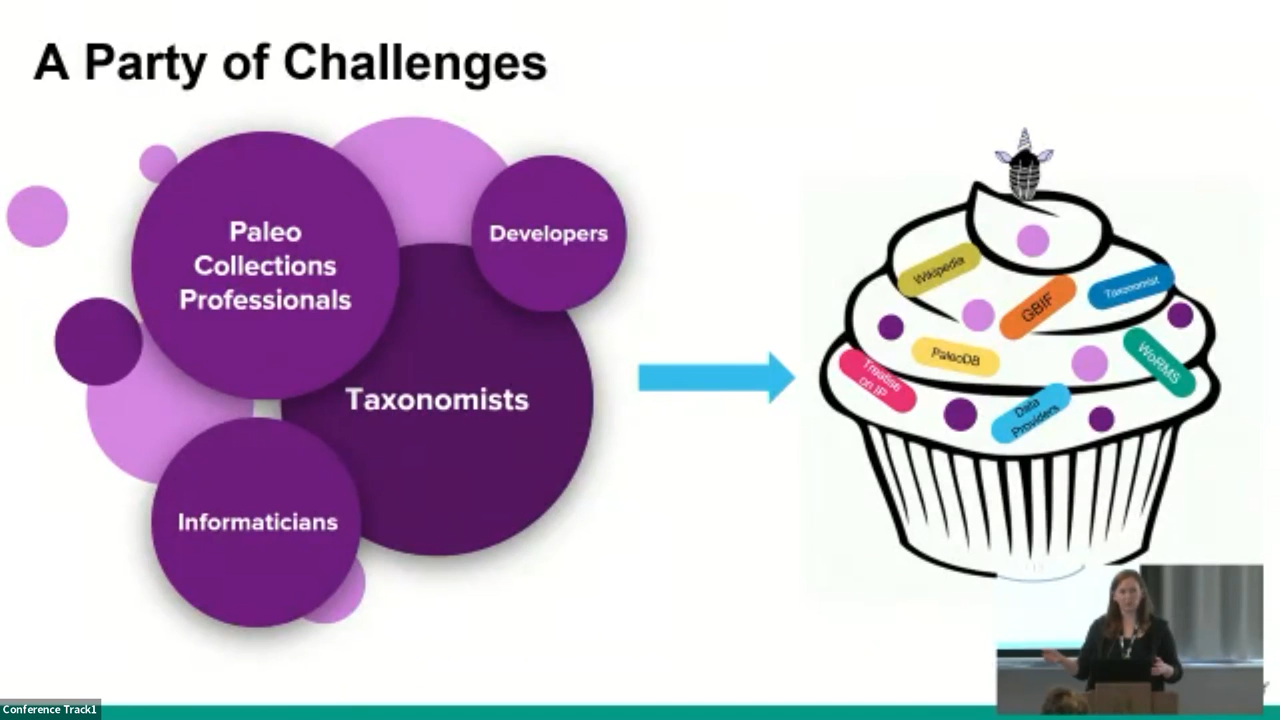 A Party of Challenges
Paleo
Collections
Professionals
Developers
Taxonomists
Informaticians
Wikipedia
GBIF
Taxonomist
PaleoDB
WoRMS
Treatise
on IP
Data
Providers
Conference Track1